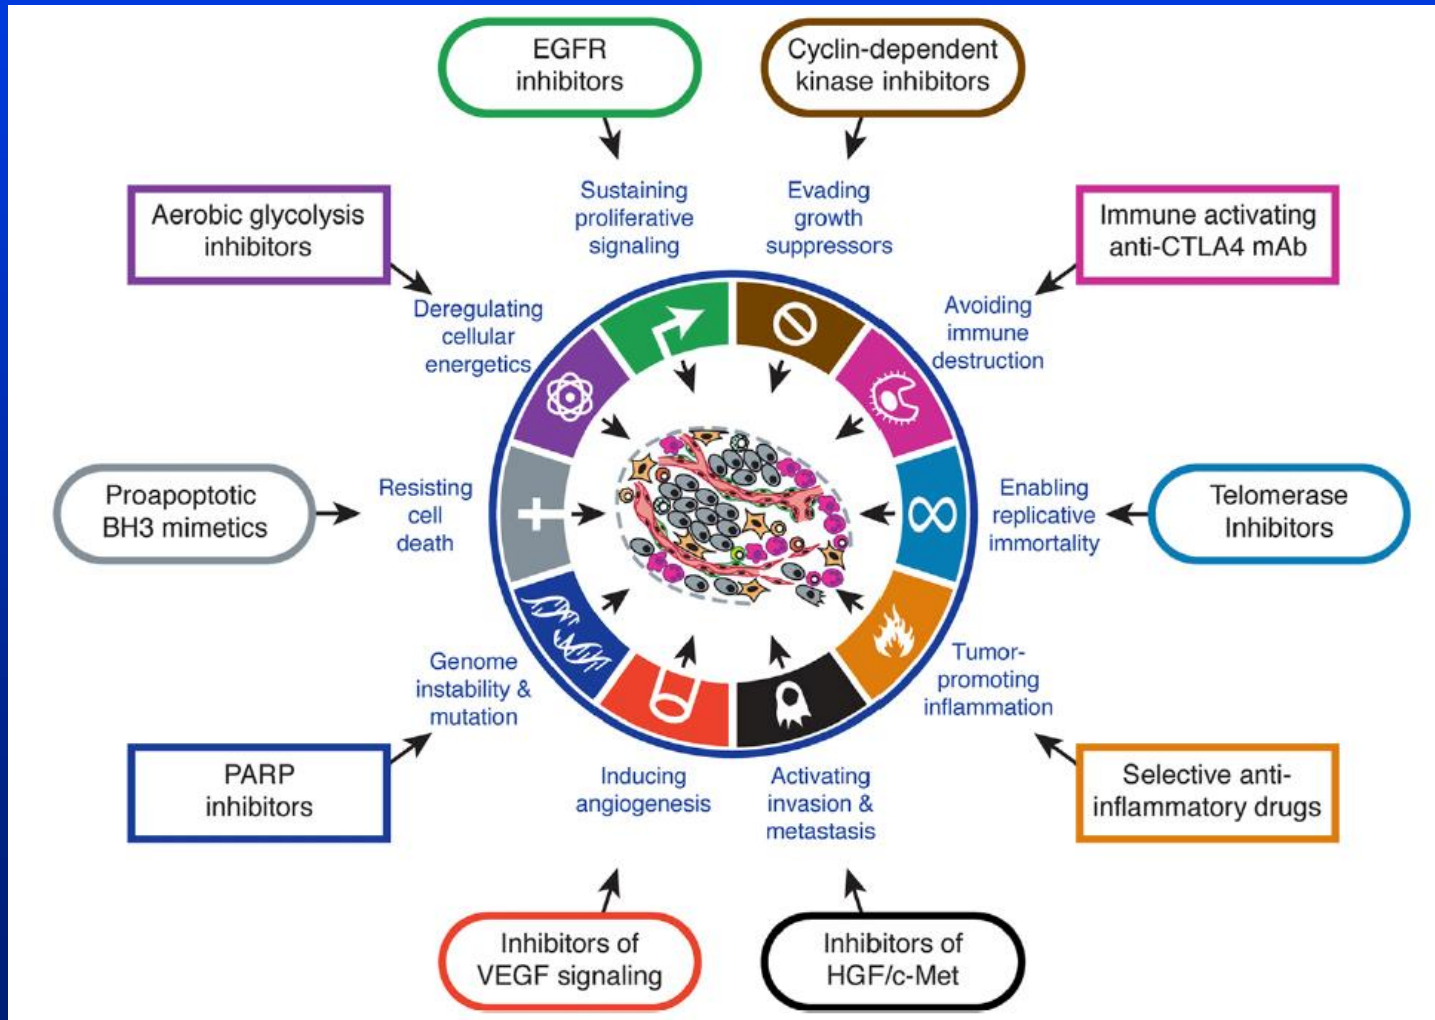 EGFR
inhibitors
Cyclin-dependent
kinase inhibitors
Sustaining
proliferative
signaling
Evading
growth
suppressors
Aerobic glycolysis
inhibitors
Immune activating
anti-CTLA4 mAb
Deregulating
cellular
energetics
Avoiding
immune
destruction
Proapoptotic
BH3 mimetics
Resisting
cell
death
Enabling
replicative
immortality
Telomerase
Inhibitors
Genome
instability &
mutation
Tumor-
promoting
inflammation
PARP
inhibitors
Inducing
angiogenesis
Activating
invasion &
metastasis
Selective anti-
inflammatory drugs
Inhibitors of
VEGF signaling
Inhibitors of
HGF/c-Met